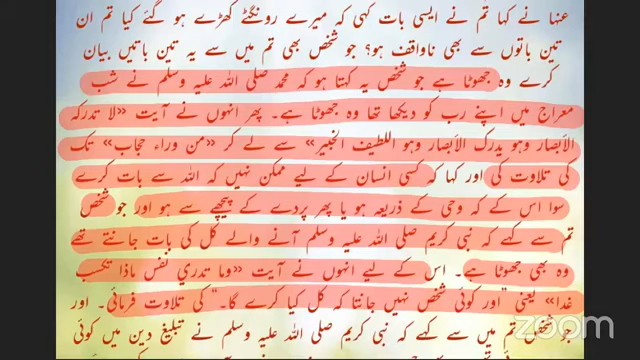 عنہا نے کہا تم نے ایسی بات کہی کہ میرے رونگٹے کھڑے ہو گئے کیا تم ان
تین باتوں سے بھی ناواقف ہو؟ جو شخص بھی تم میں سے یہ تین باتیں بیان
کرے وہ جھوٹا ہے جو شخص یہ کہتا ہو کہ محمد صلی اللہ علیہ وسلم نے شب
معراج میں اپنے رب کو دیکھا تھا وہ جھوٹا ہے۔ پھر انہوں نے آیت «لا تدركہ
الأبصار وهو يدرك الأبصار وهو اللطيف الخبير» سے لے کر «من وراء حجاب» تک
کی تلاوت کی اور کہا کہ کسی انسان کے لیے ممکن نہیں کہ اللہ سے بات کرے
سوا اس کے کہ وحی کے ذریعہ ہو یا پھر پردے کے پیچھے سے ہو اور جو شخص
تم سے کہے کہ نبی کریم صلی اللہ علیہ وسلم آنے والے کل کی بات جانتے تھے
وہ بھی جھوٹا ہے۔ اس کے لیے انہوں نے آیت «وما تدري نفس ماذا تكسب
غدا» یعنی ”اور کوئی شخص نہیں جانتا کہ کل کیا کرے گا۔“ کی تلاوت فرمائی۔ اور
جو شخص تم میں سے کہے کہ نبی کریم صلی اللہ علیہ وسلم نے تبلیغ دین میں کوئی
zoom